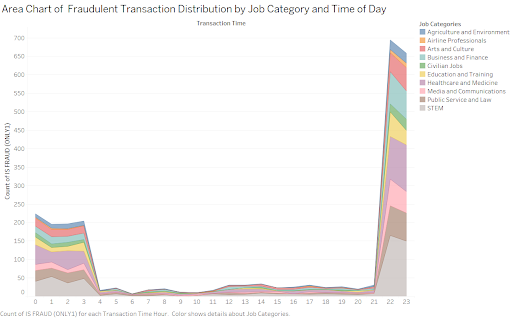 Area Chart of Fraudulent Transaction Distribution by Job Category and Time of Day
Transaction Time
Job Categories
Agriculture and Environment
Airline Professionals
Arts and Culture
Business and Finance
Civilian Jobs
Education and Training
Healthcare and Medicine
Media and Communications
Public Service and Law
STEM
Count of IS FRAUD (ONLY1)
700
650
600
550
500
450
400
350
300
250
200
150
100
50
0
0 1 2 3 4 5 6 7 8 9 10 11 12 13 14 15 16 17 18 19 20 21 22 23
Count of IS FRAUD (ONLY1) for each Transaction Time Hour. Color shows details about Job Categories.